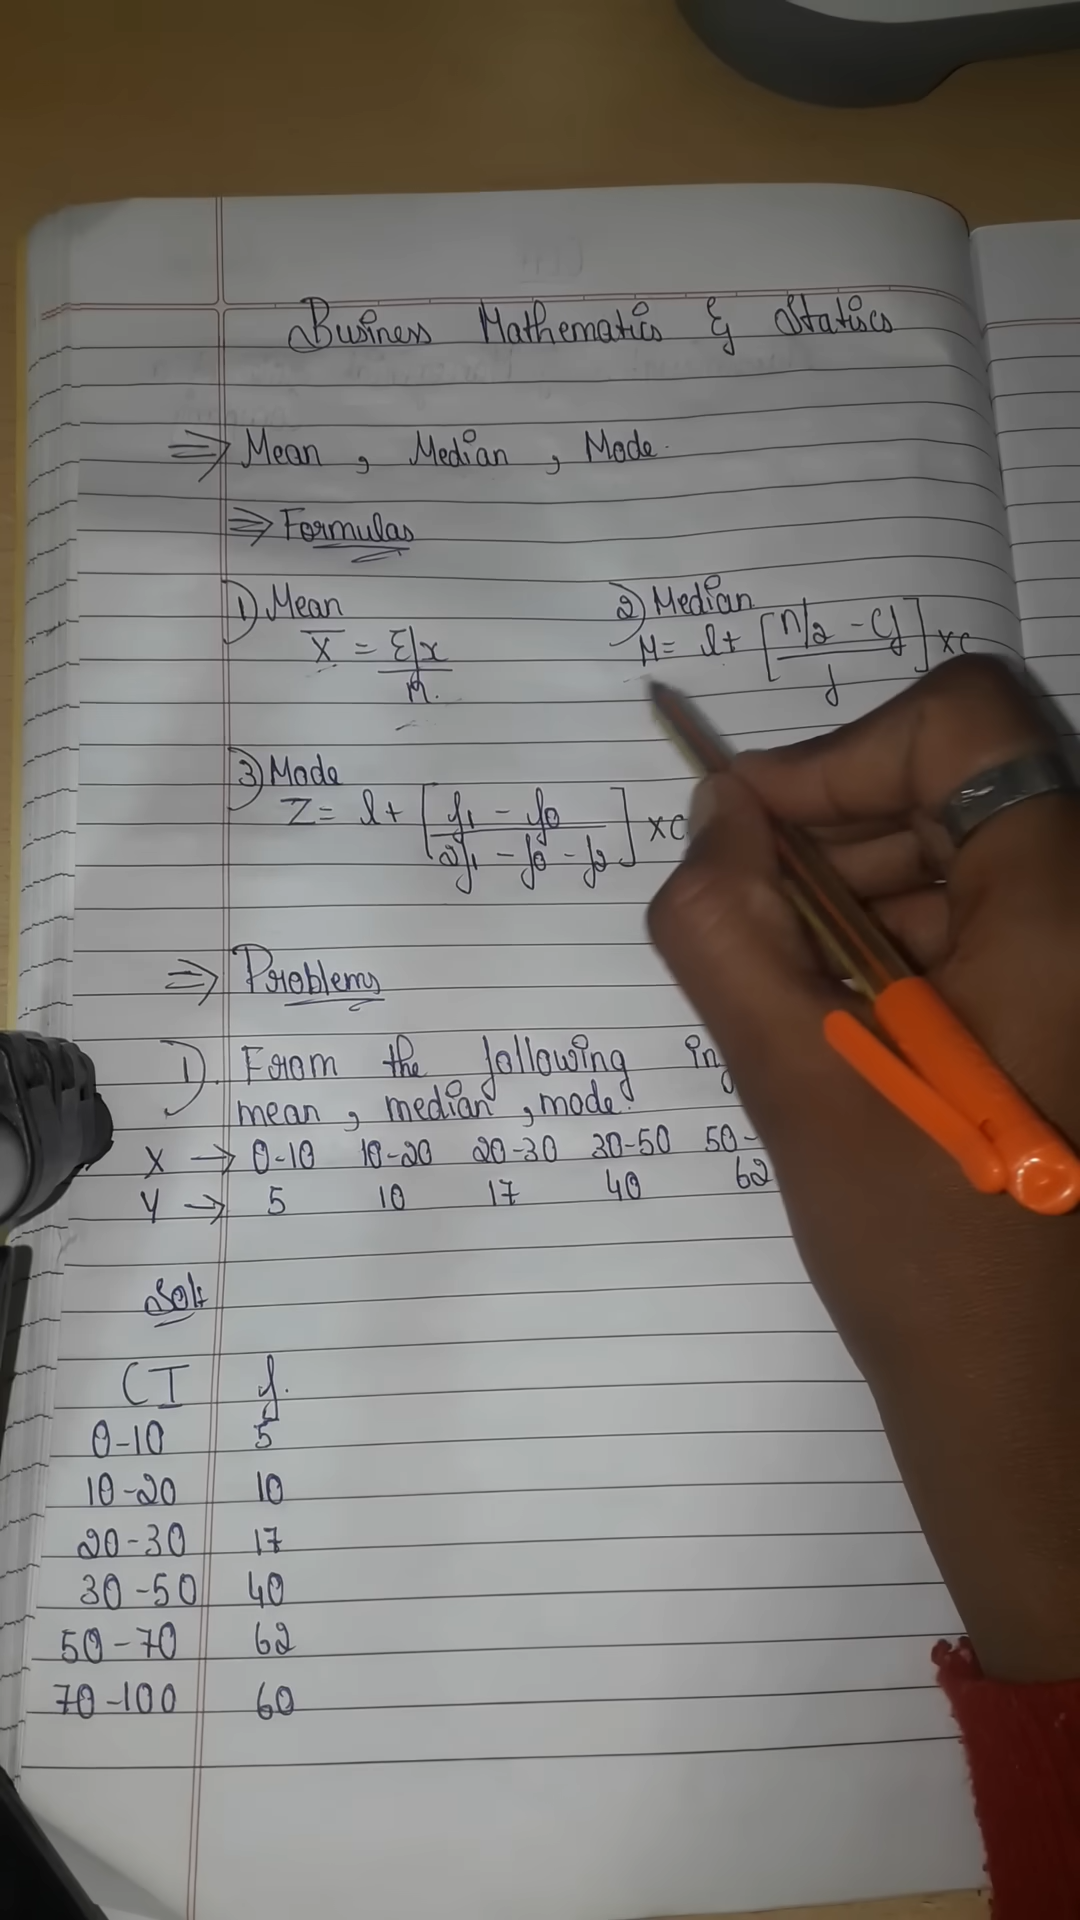 Business Mathematics & Statics
⇒ Mean , Median , Mode.
⇒ Formulas
1) Mean
X̄ = Σfx / n.
2) Median
M = l + [n/2 - cf / f] × c
3) Mode
Z = l + [f1 - f0 / 2f1 - f0 - f2] × c
⇒ Problems
1). From the following
mean , median , mode.
X → 0-10 10-20 20-30 30-50 50-
Y → 5 10 17 40 62
Sol:
CI f.
0-10 5
10-20 10
20-30 17
30-50 40
50-70 62
70-100 60